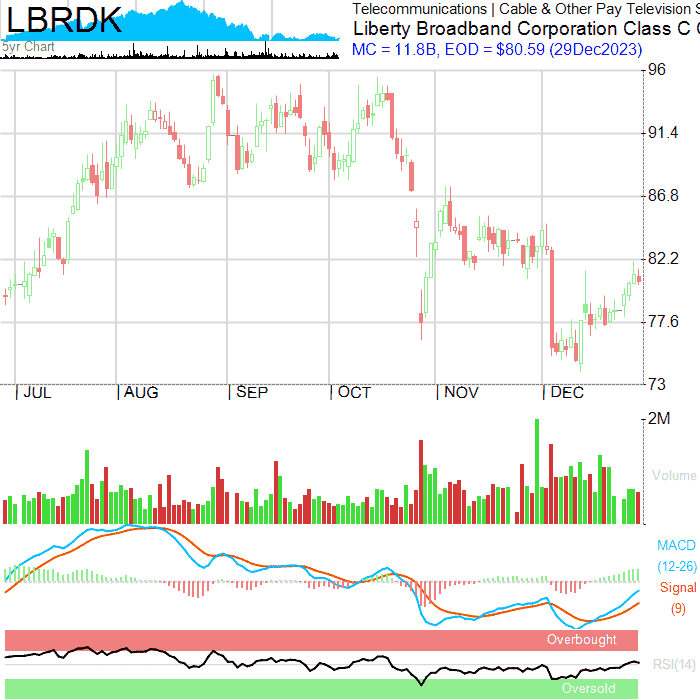 LBRDK
5yr Chart
Telecommunications | Cable & Other Pay Television S
Liberty Broadband Corporation Class C
MC = 11.8B, EOD = $80.59 (29Dec2023)
96
91.4
86.8
82.2
77.6
73
| JUL | AUG | SEP | OCT | NOV | DEC
2M
Volume
MACD
(12-26)
Signal
(9)
Overbought
RSI(14)
Oversold